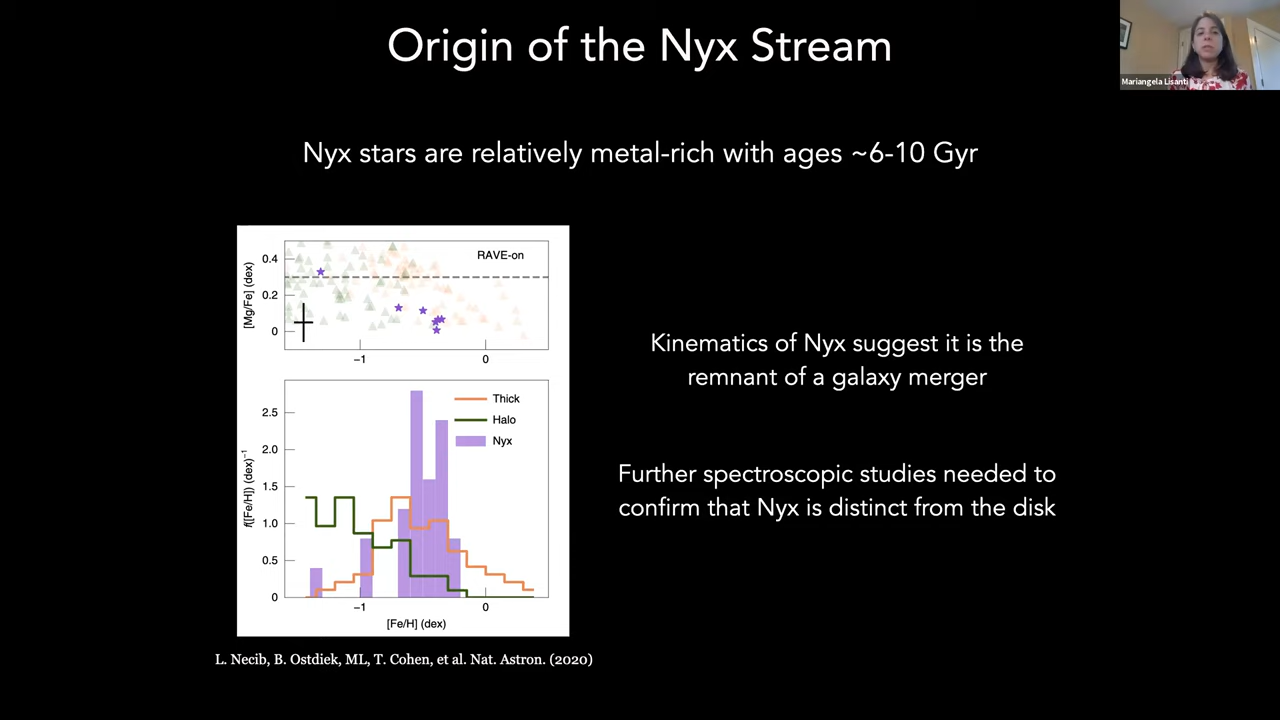 Origin of the Nyx Stream
Mariangela Lisanti
Nyx stars are relatively metal-rich with ages ~6-10 Gyr
RAVE-on
[Mg/Fe] (dex)
0.4
0.2
0
−1
0
Thick
Halo
Nyx
f([Fe/H]) (dex)⁻¹
2.5
2.0
1.5
1.0
0.5
0
−1
0
[Fe/H] (dex)
Kinematics of Nyx suggest it is the
remnant of a galaxy merger
Further spectroscopic studies needed to
confirm that Nyx is distinct from the disk
L. Necib, B. Ostdiek, ML, T. Cohen, et al. Nat. Astron. (2020)